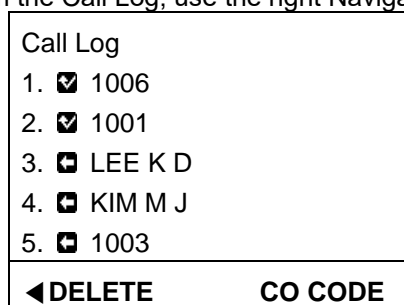 the Call Log, use the right Naviga
Call Log
1. 1006
2. 1001
3. LEE K D
4. KIM M J
5. 1003
◀DELETE CO CODE